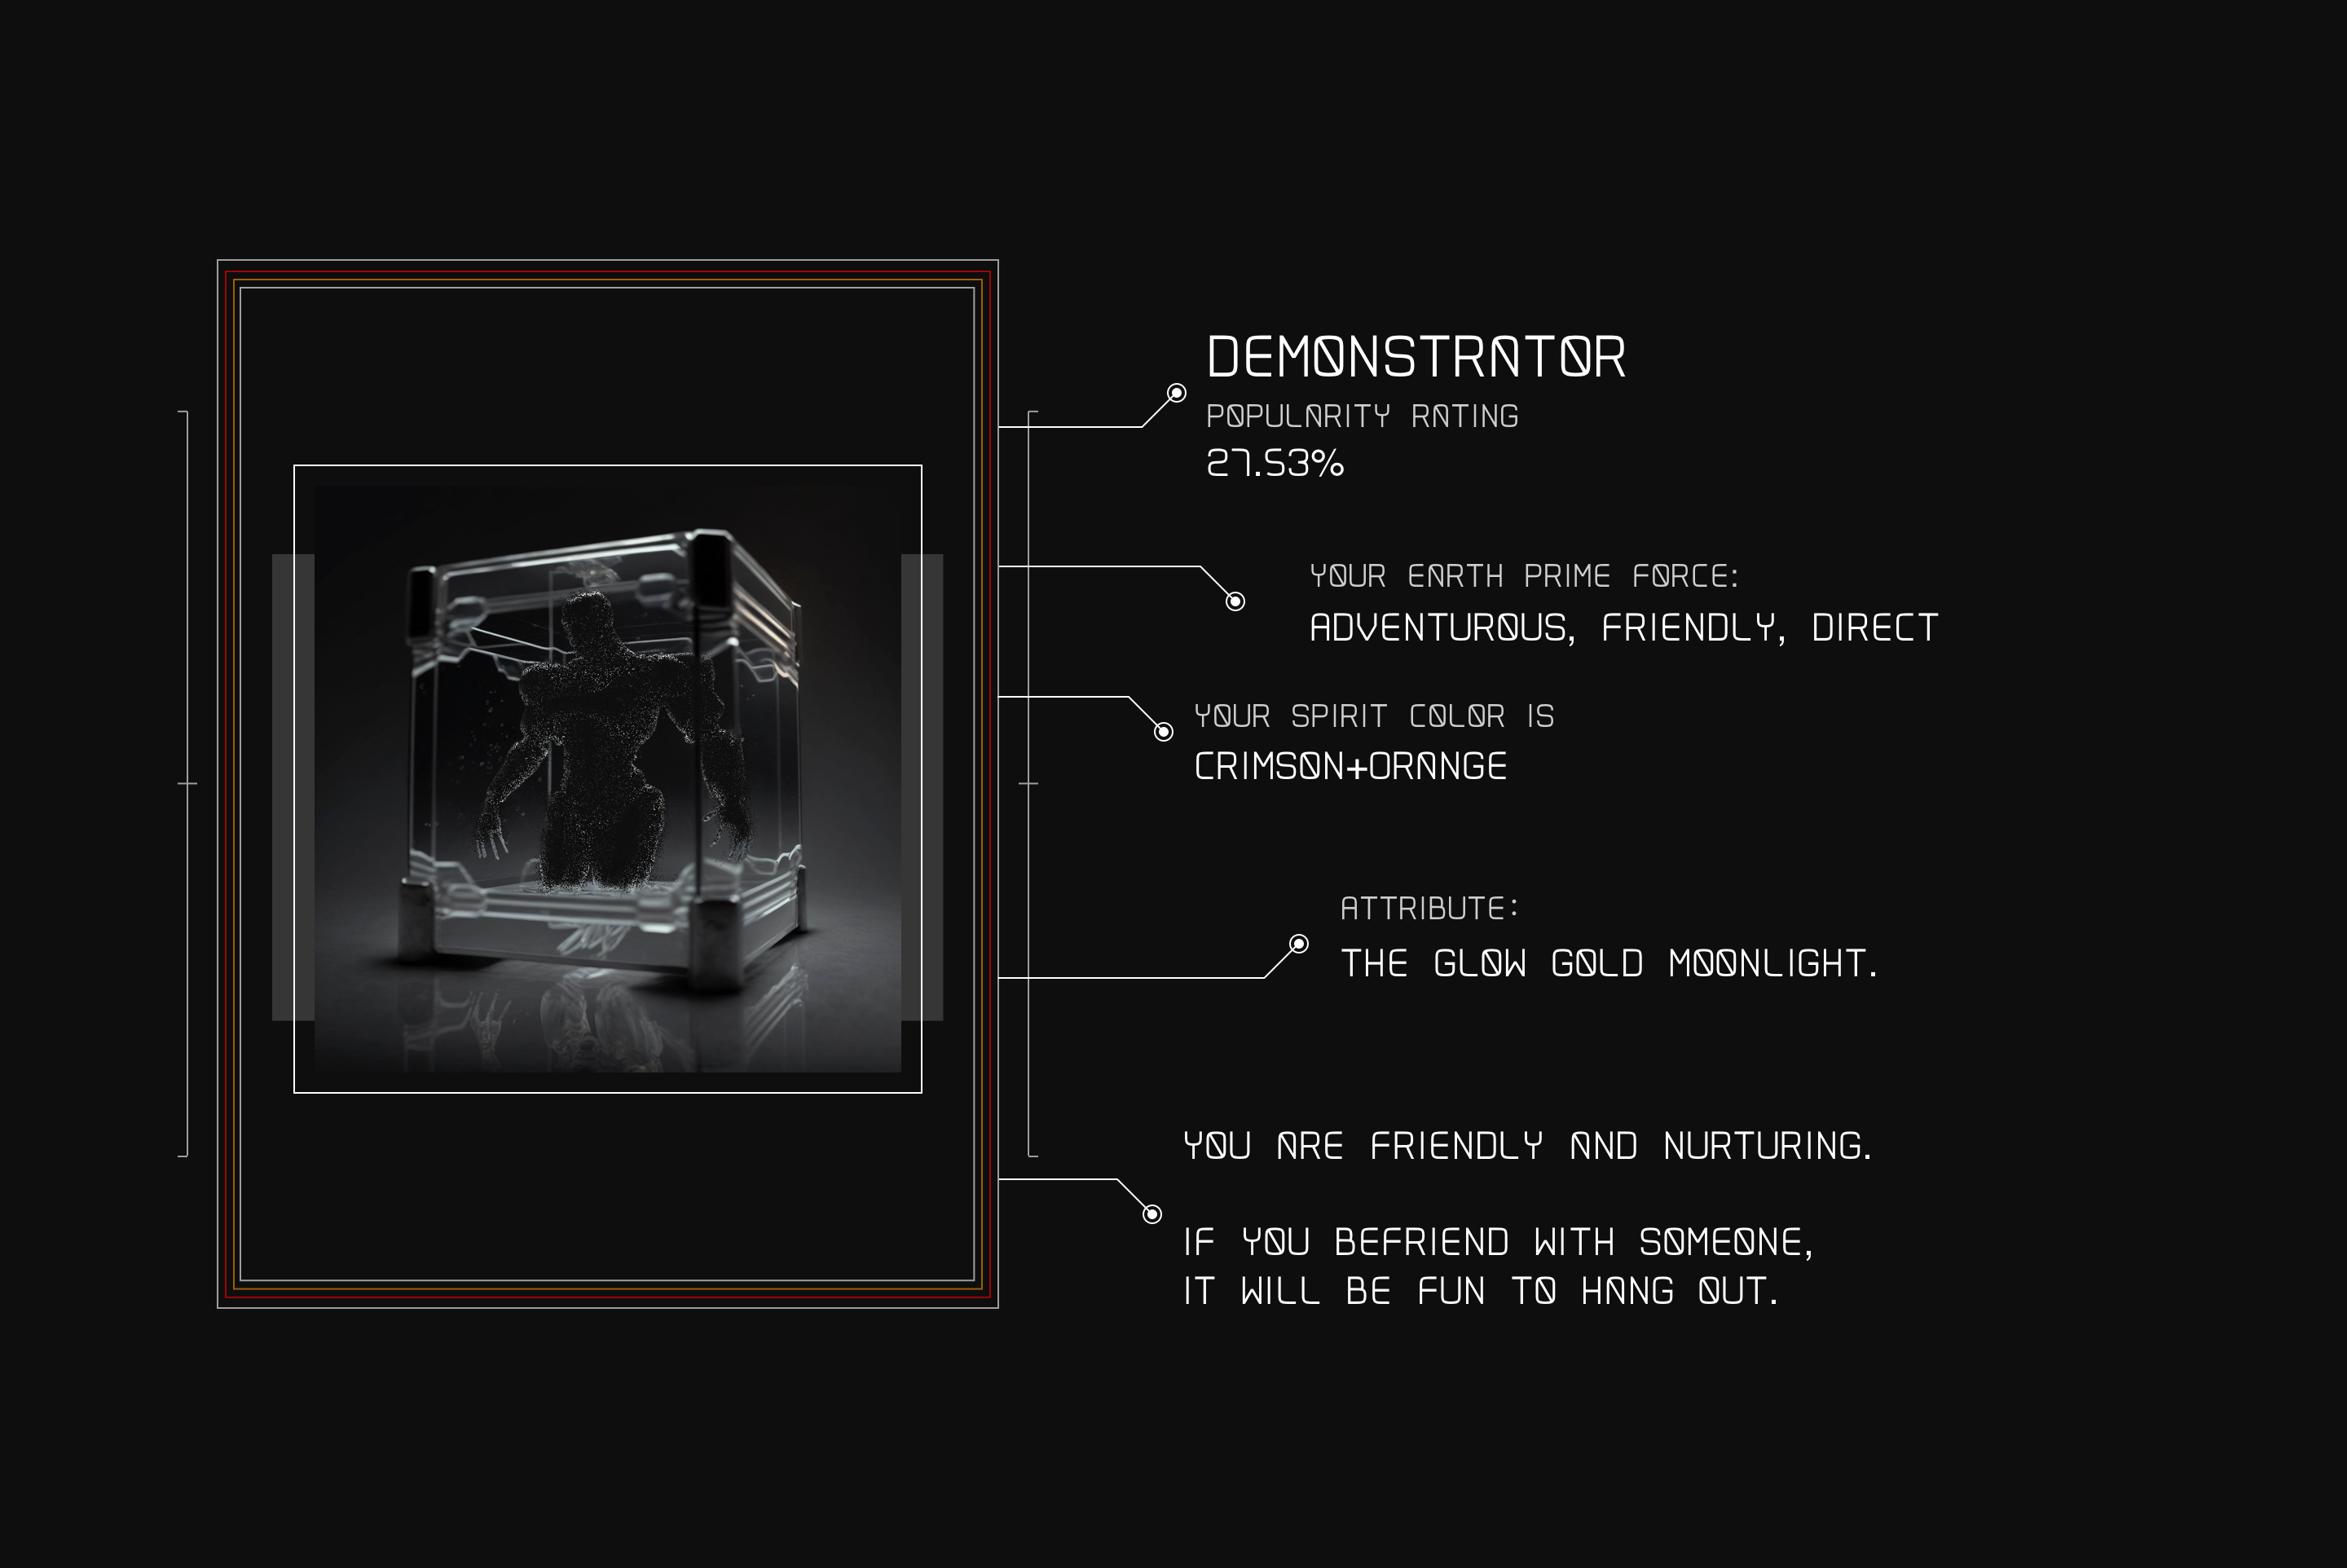 DEMONSTRATOR
POPULARITY RATING
27.53%
YOUR EARTH PRIME FORCE:
ADVENTUROUS, FRIENDLY, DIRECT
YOUR SPIRIT COLOR IS
CRIMSON+ORANGE
ATTRIBUTE:
THE GLOW GOLD MOONLIGHT.
YOU ARE FRIENDLY AND NURTURING.
IF YOU BEFRIEND WITH SOMEONE,
IT WILL BE FUN TO HANG OUT.